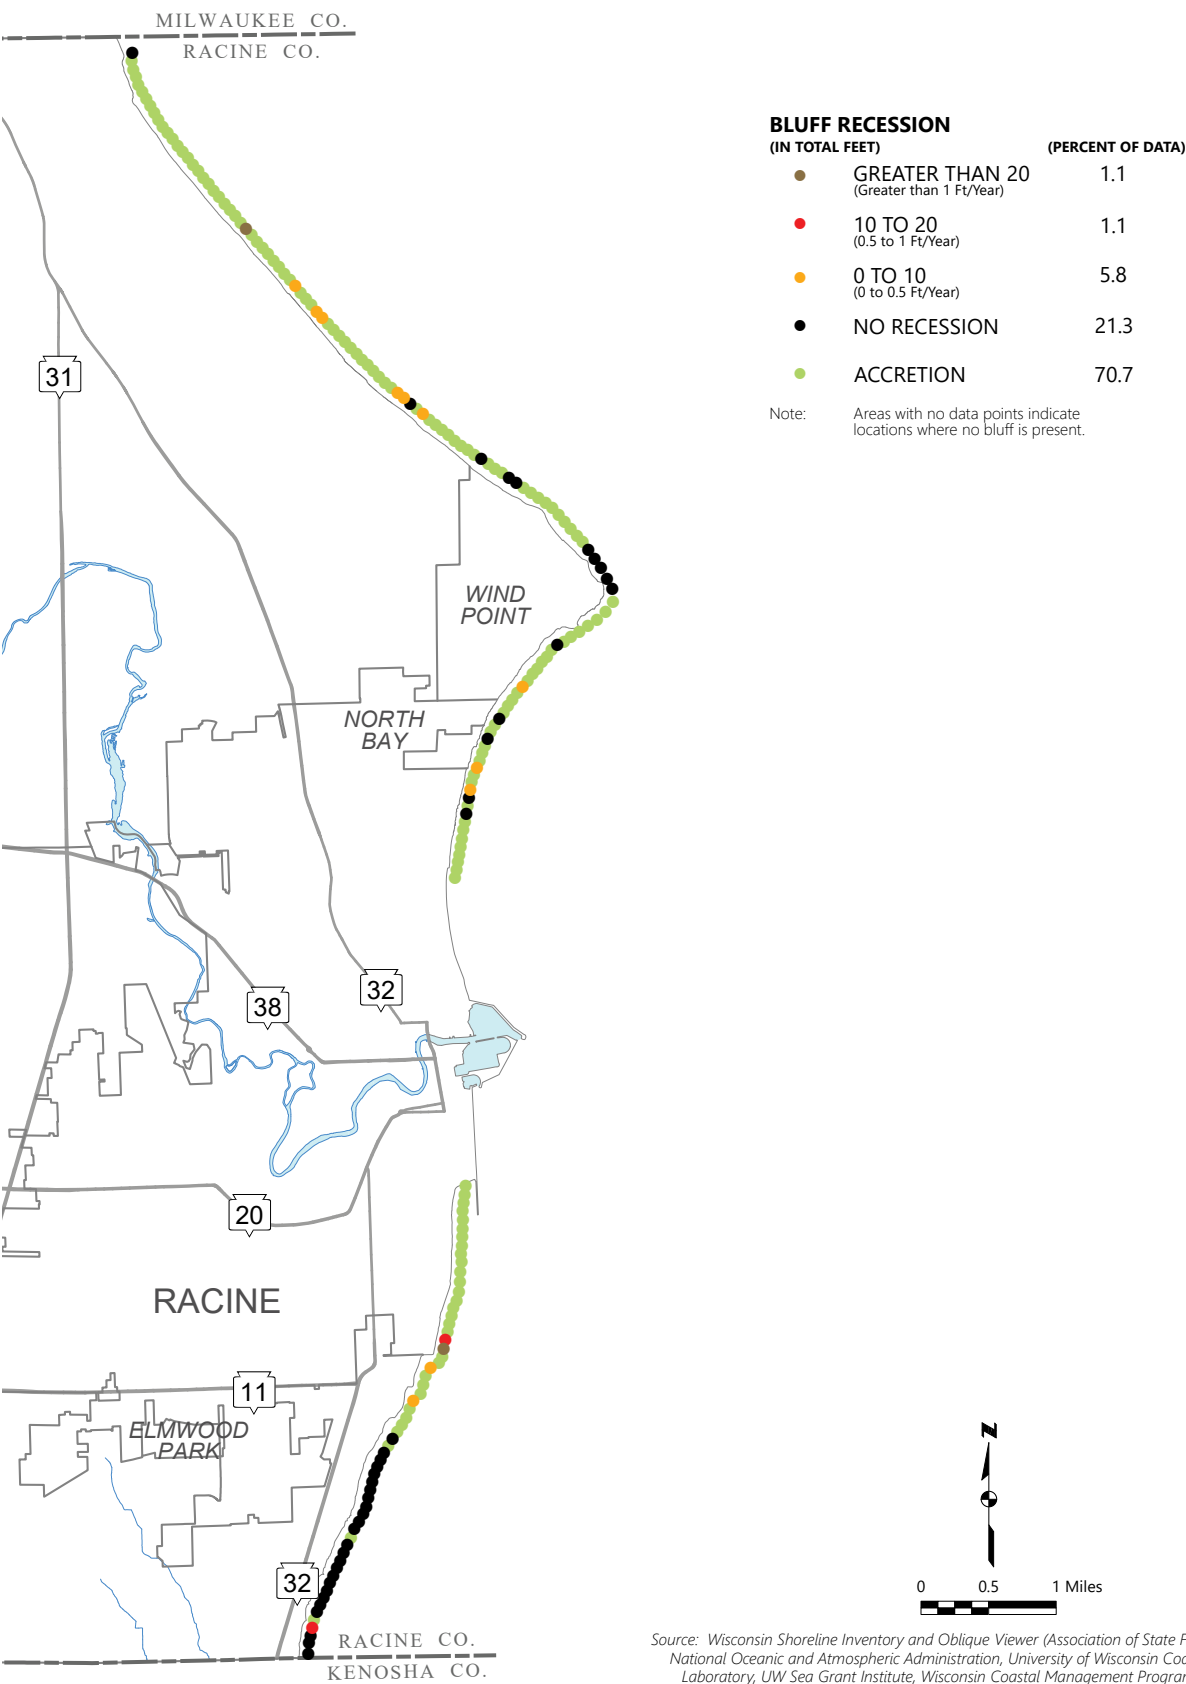 MILWAUKEE CO.
RACINE CO.
BLUFF RECESSION
(IN TOTAL FEET) (PERCENT OF DATA)
GREATER THAN 20 1.1
(Greater than 1 Ft/Year)
10 TO 20 1.1
(0.5 to 1 Ft/Year)
0 TO 10 5.8
(0 to 0.5 Ft/Year)
NO RECESSION 21.3
ACCRETION 70.7
Note: Areas with no data points indicate
locations where no bluff is present.
31
WIND
POINT
NORTH
BAY
32
38
20
RACINE
11
ELMWOOD
PARK
32
N
0 0.5 1 Miles
RACINE CO.
KENOSHA CO.
Source: Wisconsin Shoreline Inventory and Oblique Viewer (Association of State
National Oceanic and Atmospheric Administration, University of Wisconsin
Laboratory, UW Sea Grant Institute, Wisconsin Coastal Management